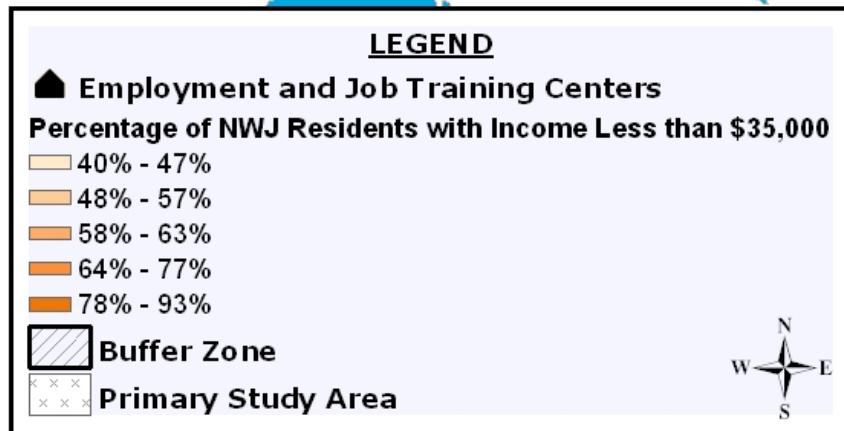 LEGEND
Employment and Job Training Centers
Percentage of NWJ Residents with Income Less than $35,000
40% - 47%
48% - 57%
58% - 63%
64% - 77%
78% - 93%
Buffer Zone
Primary Study Area
N
W E
S